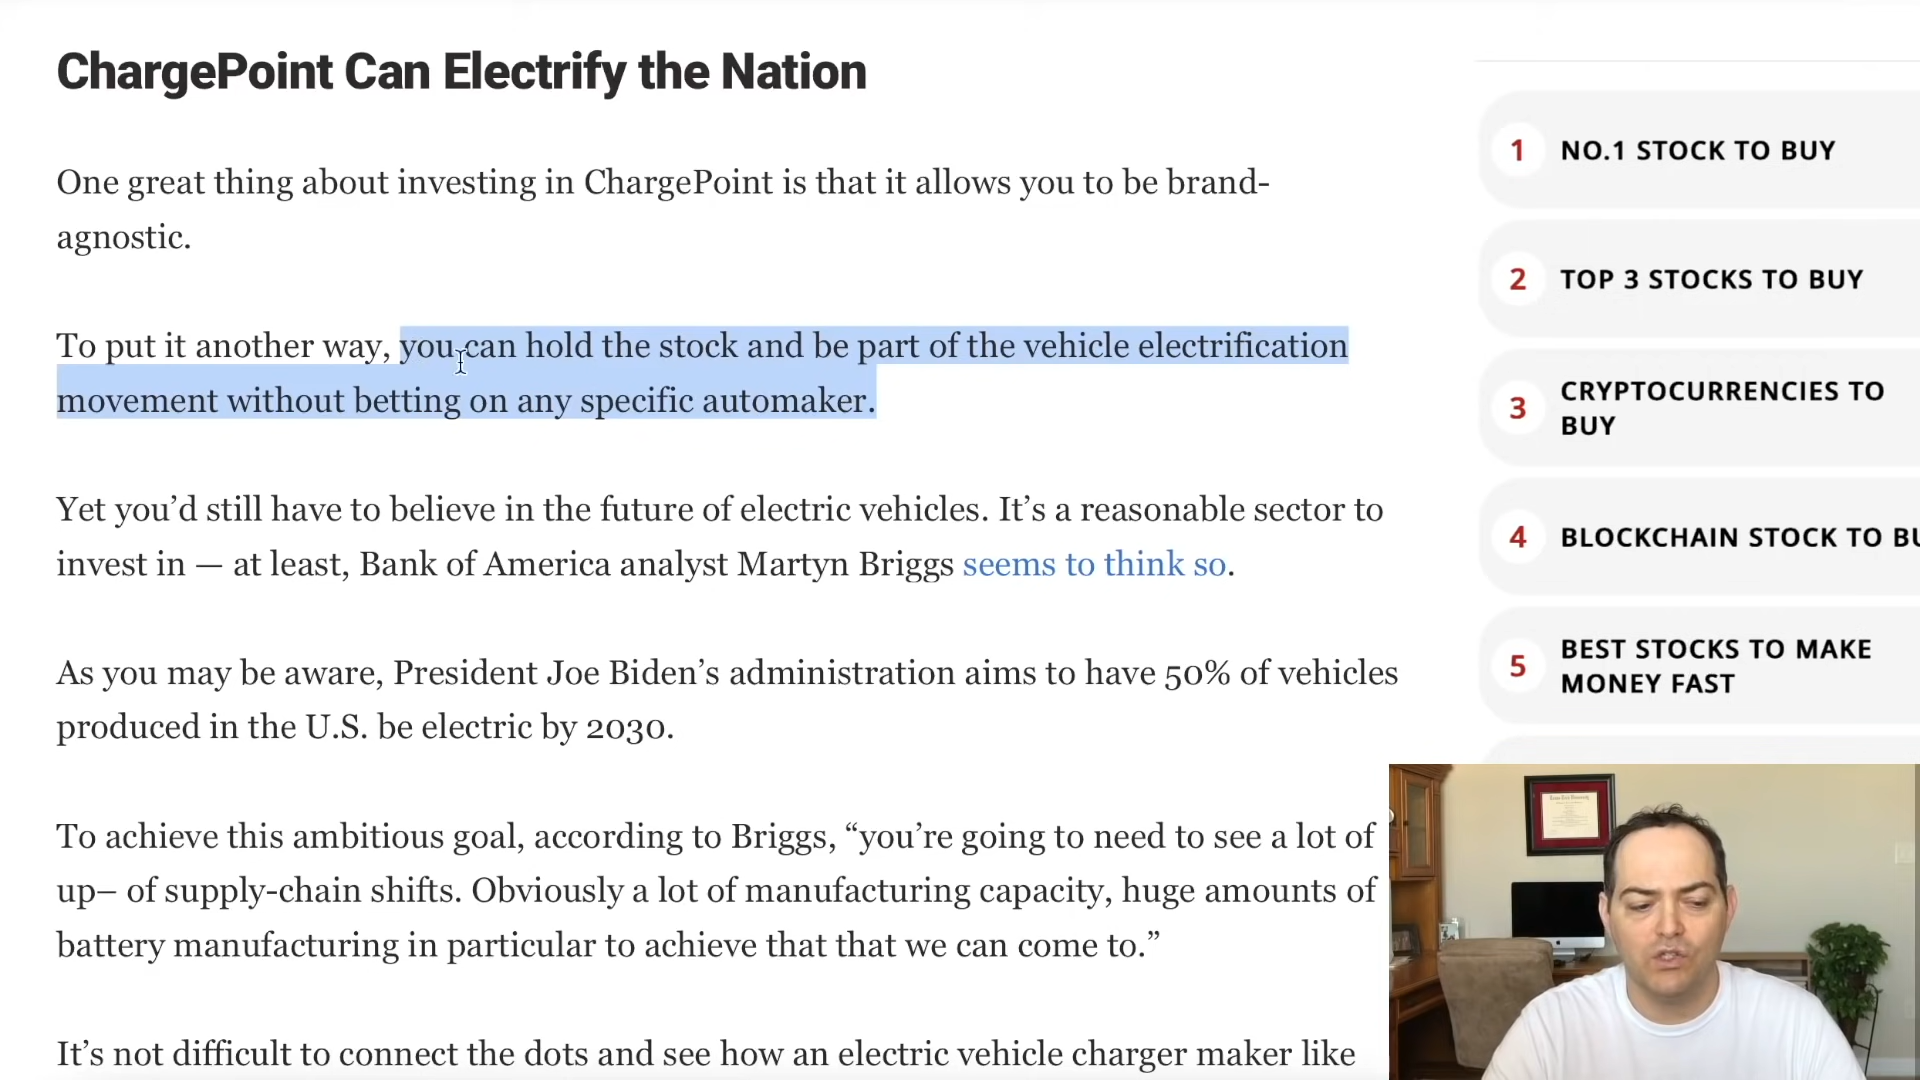 ChargePoint Can Electrify the Nation
One great thing about investing in ChargePoint is that it allows you to be brand-
agnostic.
To put it another way, you can hold the stock and be part of the vehicle electrification
movement without betting on any specific automaker.
Yet you’d still have to believe in the future of electric vehicles. It’s a reasonable sector to
invest in — at least, Bank of America analyst Martyn Briggs seems to think so.
As you may be aware, President Joe Biden’s administration aims to have 50% of vehicles
produced in the U.S. be electric by 2030.
To achieve this ambitious goal, according to Briggs, “you’re going to need to see a lot of
up– of supply-chain shifts. Obviously a lot of manufacturing capacity, huge amounts of
battery manufacturing in particular to achieve that that we can come to.”
It’s not difficult to connect the dots and see how an electric vehicle charger maker like
1 NO.1 STOCK TO BUY
2 TOP 3 STOCKS TO BUY
3 CRYPTOCURRENCIES TO
BUY
4 BLOCKCHAIN STOCK TO BU
5 BEST STOCKS TO MAKE
MONEY FAST